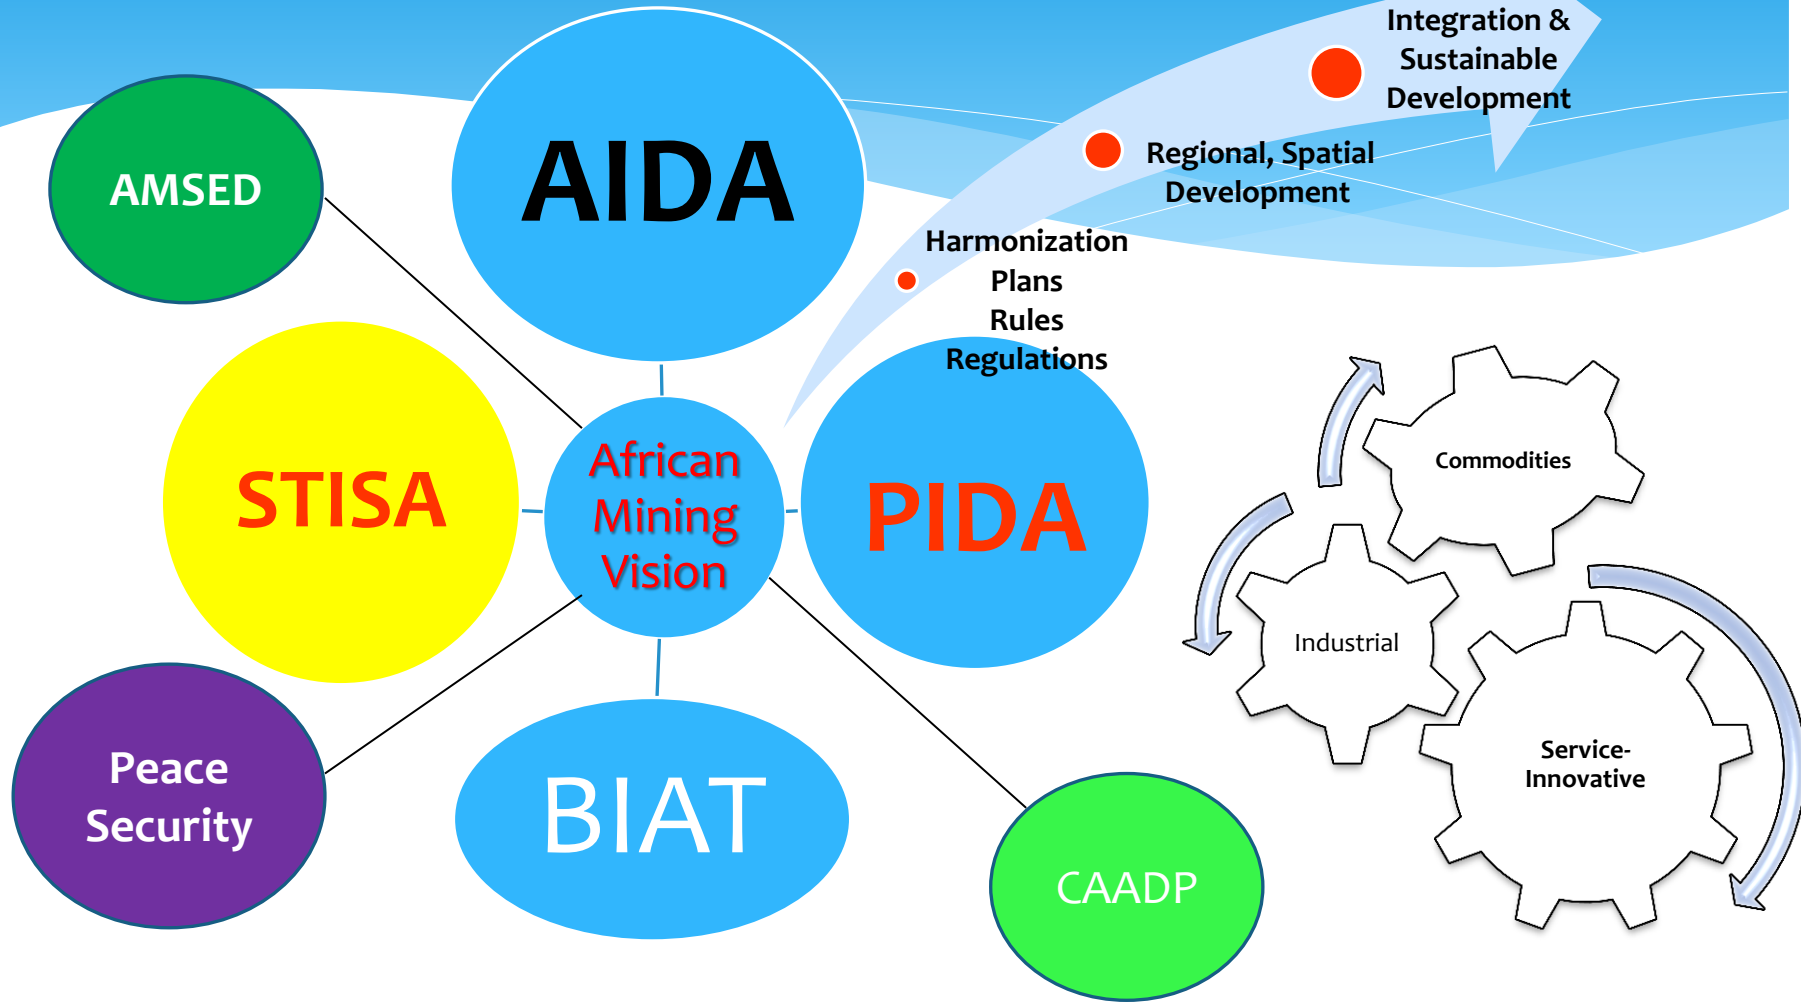 Integration &
Sustainable
Development
Regional, Spatial
Development
Harmonization
Plans
Rules
Regulations
AMSED
AIDA
STISA
African
Mining
Vision
PIDA
Peace
Security
BIAT
CAADP
Commodities
Industrial
Service-
Innovative